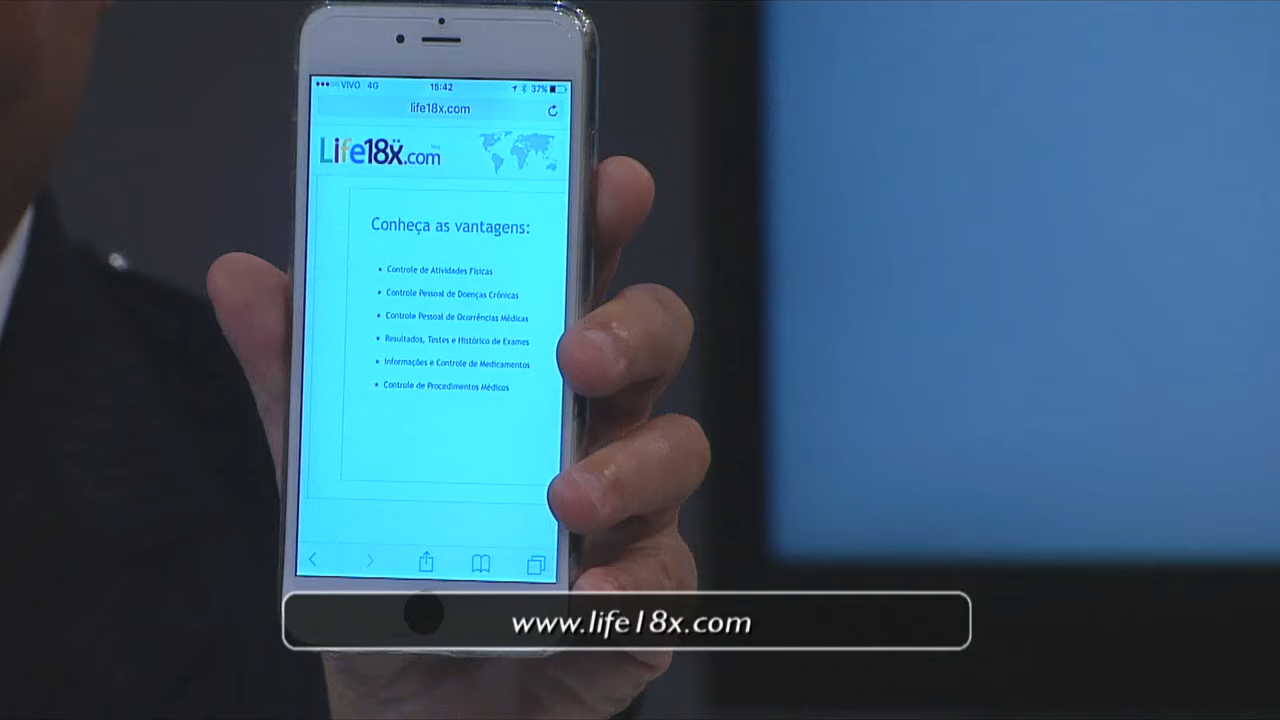 VIVO 4G 15:42 37%
life18x.com
Life18x.com
Conheça as vantagens:
• Controle de Atividades Físicas
• Controle Pessoal de Doenças Crônicas
• Controle Pessoal de Ocorrências Médicas
• Resultados, Testes e Histórico de Exames
• Informações e Controle de Medicamentos
• Controle de Procedimentos Médicos
www.life18x.com